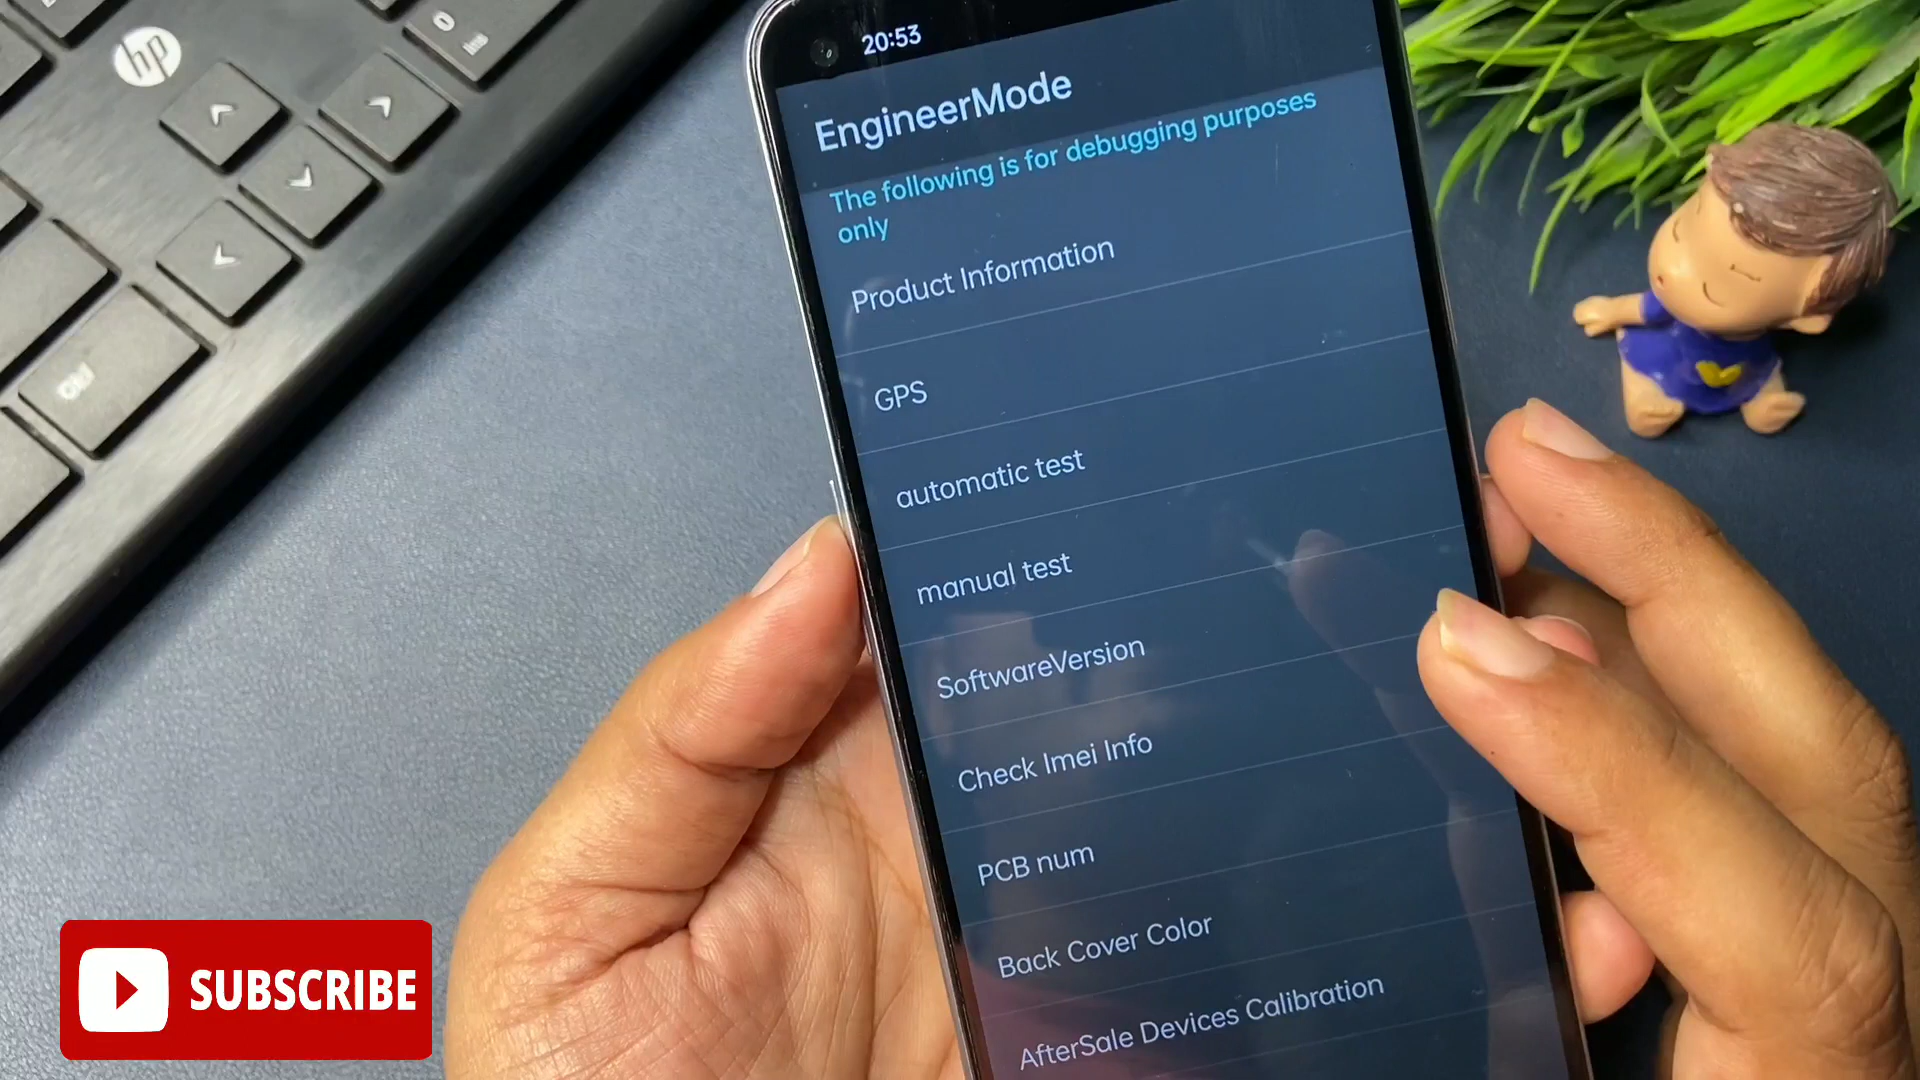 hp
20:53
EngineerMode
The following is for debugging purposes
only
Product Information
GPS
automatic test
manual test
SoftwareVersion
Check Imei Info
PCB num
Back Cover Color
AfterSale Devices Calibration
SUBSCRIBE